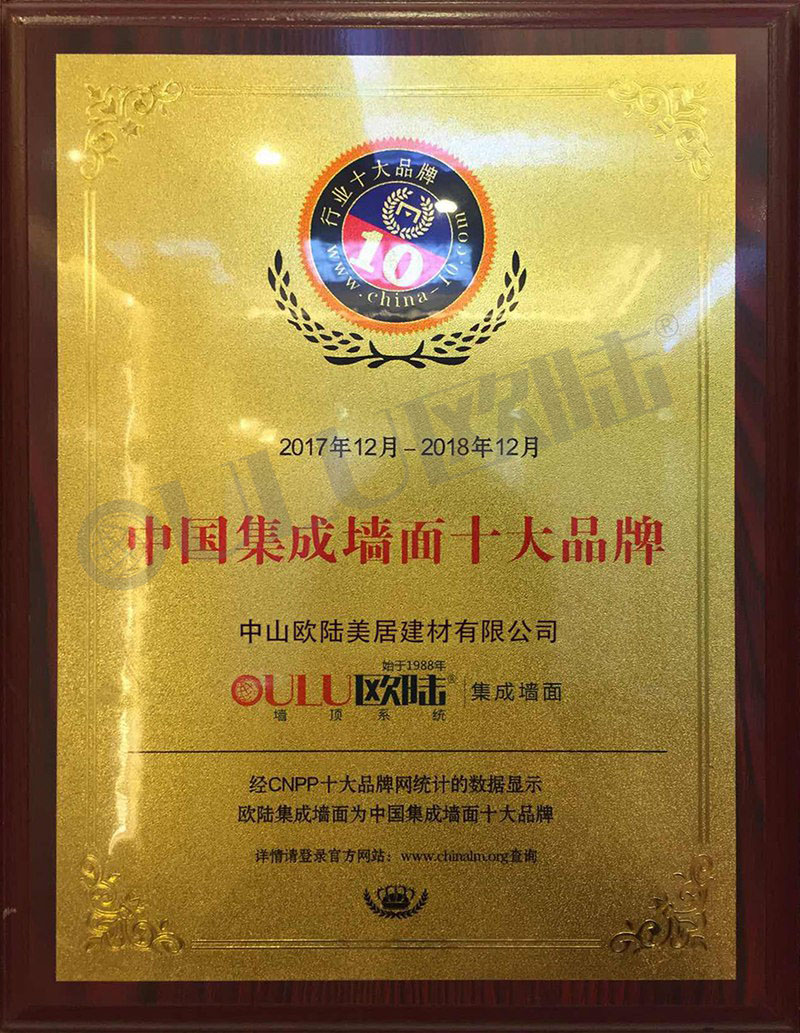 行业十大品牌
10
www.china-10.com
OULU欧陆®
2017年12月－2018年12月
中国集成墙面十大品牌
中山欧陆美居建材有限公司
始于1988年
OULU欧陆® 集成墙面
墙顶系统
经CNPP十大品牌网统计的数据显示
欧陆集成墙面为中国集成墙面十大品牌
详情请登录官方网站：www.chinalm.org查询